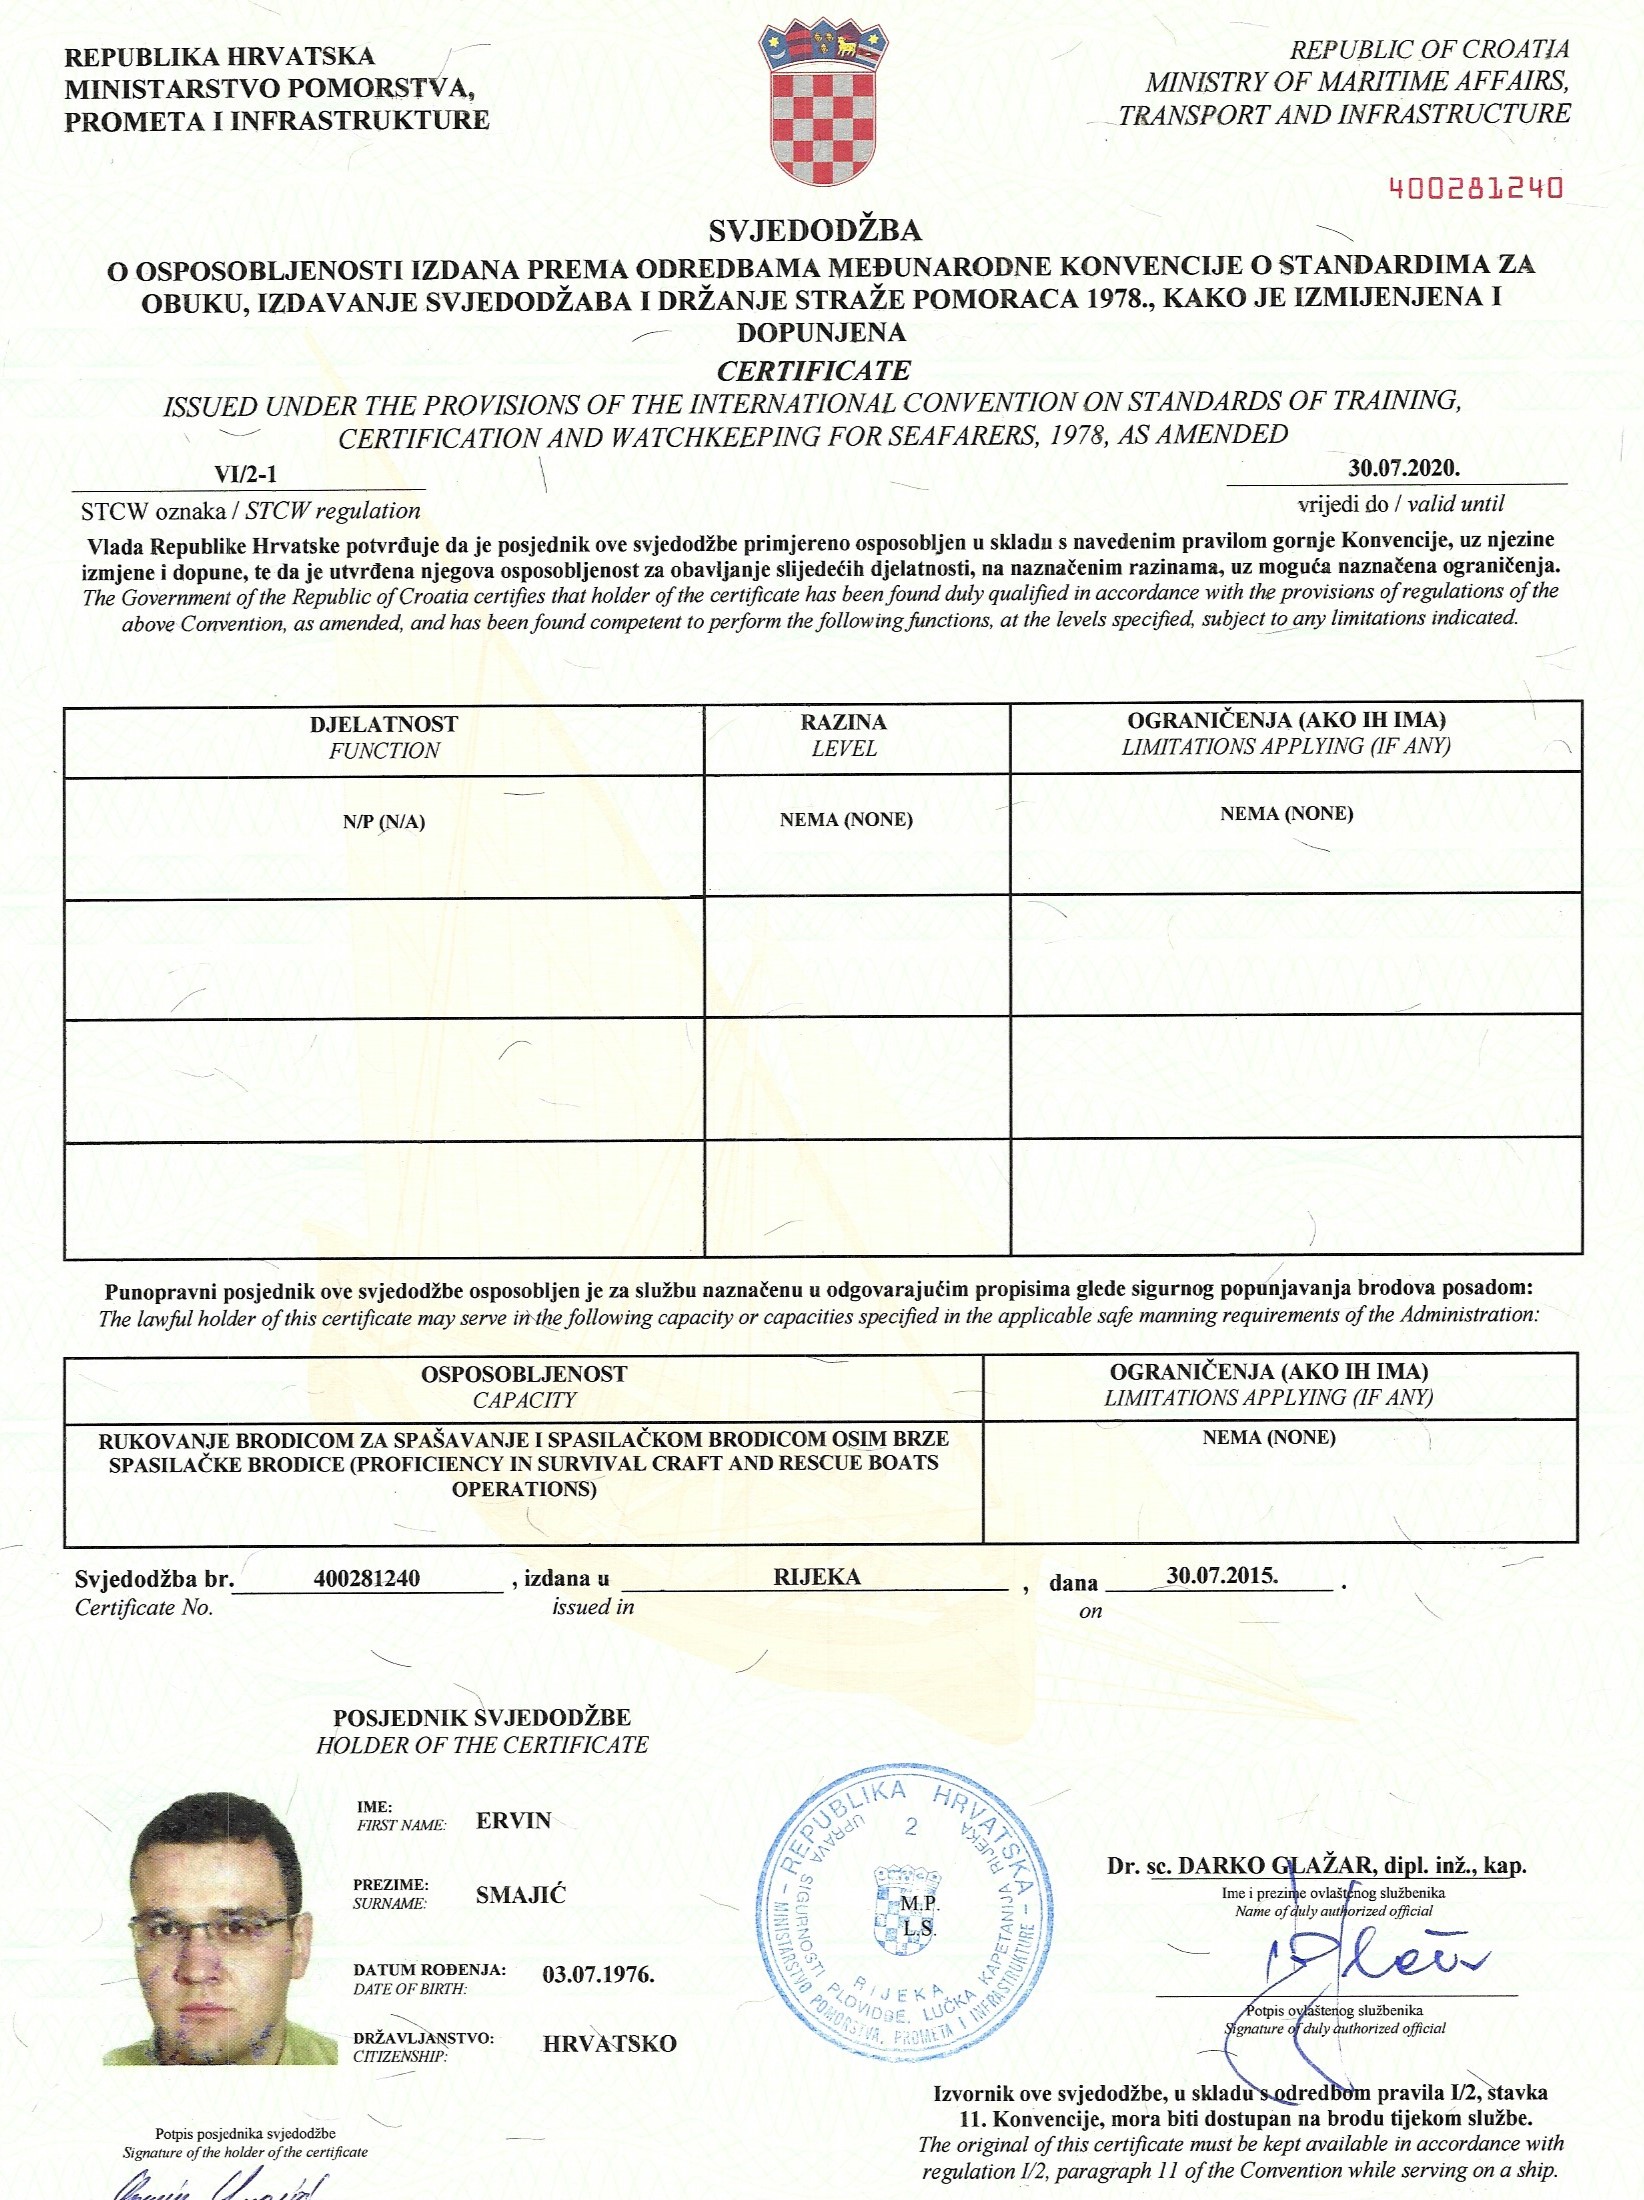 REPUBLIKA HRVATSKA
MINISTARSTVO POMORSTVA,
PROMETA I INFRASTRUKTURE
REPUBLIC OF CROATIA
MINISTRY OF MARITIME AFFAIRS,
TRANSPORT AND INFRASTRUCTURE
400281240
SVJEDODŽBA
O OSPOSOBLJENOSTI IZDANA PREMA ODREDBAMA MEĐUNARODNE KONVENCIJE O STANDARDIMA ZA
OBUKU, IZDAVANJE SVJEDODŽABA I DRŽANJE STRAŽE POMORACA 1978., KAKO JE IZMIJENJENA I
DOPUNJENA
CERTIFICATE
ISSUED UNDER THE PROVISIONS OF THE INTERNATIONAL CONVENTION ON STANDARDS OF TRAINING,
CERTIFICATION AND WATCHKEEPING FOR SEAFARERS, 1978, AS AMENDED
VI/2-1
STCW oznaka / STCW regulation
30.07.2020.
vrijedi do / valid until
Vlada Republike Hrvatske potvrđuje da je posjednik ove svjedodžbe primjereno osposobljen u skladu s navedenim pravilom gornje Konvencije, uz njezine
izmjene i dopune, te da je utvrđena njegova osposobljenost za obavljanje slijedećih djelatnosti, na naznačenim razinama, uz moguća naznačena ograničenja.
The Government of the Republic of Croatia certifies that holder of the certificate has been found duly qualified in accordance with the provisions of regulations of the
above Convention, as amended, and has been found competent to perform the following functions, at the levels specified, subject to any limitations indicated.
DJELATNOST RAZINA OGRANIČENJA (AKO IH IMA)
FUNCTION LEVEL LIMITATIONS APPLYING (IF ANY)
N/P (N/A) NEMA (NONE) NEMA (NONE)
Punopravni posjednik ove svjedodžbe osposobljen je za službu naznačenu u odgovarajućim propisima glede sigurnog popunjavanja brodova posadom:
The lawful holder of this certificate may serve in the following capacity or capacities specified in the applicable safe manning requirements of the Administration:
OSPOSOBLJENOST OGRANIČENJA (AKO IH IMA)
CAPACITY LIMITATIONS APPLYING (IF ANY)
RUKOVANJE BRODICOM ZA SPAŠAVANJE I SPASILAČKOM BRODICOM OSIM BRZE NEMA (NONE)
SPASILAČKE BRODICE (PROFICIENCY IN SURVIVAL CRAFT AND RESCUE BOATS
OPERATIONS)
Svjedodžba br. 400281240 , izdana u RIJEKA , dana 30.07.2015. .
Certificate No. issued in on
POSJEDNIK SVJEDODŽBE
HOLDER OF THE CERTIFICATE
IME: ERVIN
FIRST NAME:
PREZIME: SMAJIĆ
SURNAME:
DATUM ROĐENJA: 03.07.1976.
DATE OF BIRTH:
DRŽAVLJANSTVO: HRVATSKO
CITIZENSHIP:
Potpis posjednika svjedodžbe
Signature of the holder of the certificate
REPUBLIKA HRVATSKA
MINISTARSTVO POMORSTVA, PROMETA I INFRASTRUKTURE
UPRAVA SIGURNOSTI PLOVIDBE, LUČKA KAPETANIJA RIJEKA
2
RIJEKA
M.P.
L.S.
Dr. sc. DARKO GLAŽAR, dipl. inž., kap.
Ime i prezime ovlaštenog službenika
Name of duly authorized official
Potpis ovlaštenog službenika
Signature of duly authorized official
Izvornik ove svjedodžbe, u skladu s odredbom pravila I/2, stavka
11. Konvencije, mora biti dostupan na brodu tijekom službe.
The original of this certificate must be kept available in accordance with
regulation I/2, paragraph 11 of the Convention while serving on a ship.